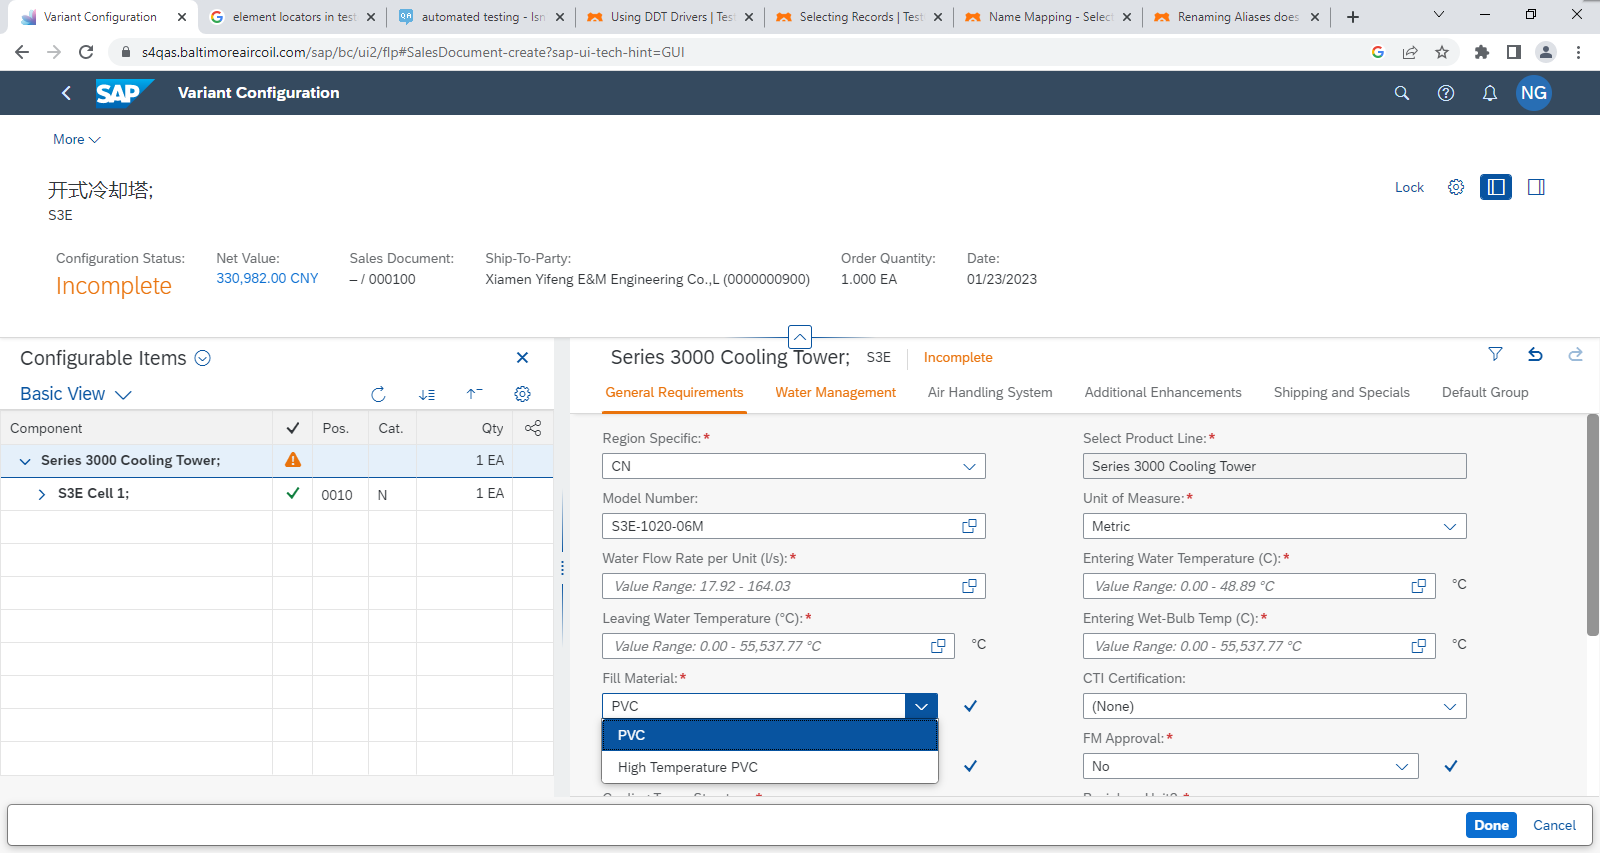 Variant Configuration
element locators in test
automated testing - Isn
Using DDT Drivers | Test
Selecting Records | Test
Name Mapping - Select
Renaming Aliases does
s4qas.baltimoreaircoil.com/sap/bc/ui2/flp#SalesDocument-create?sap-ui-tech-hint=GUI
SAP Variant Configuration
NG
More
开式冷却塔;
S3E
Lock
Configuration Status: Net Value: Sales Document: Ship-To-Party: Order Quantity: Date:
Incomplete 330,982.00 CNY – / 000100 Xiamen Yifeng E&M Engineering Co.,L (0000000900) 1.000 EA 01/23/2023
Configurable Items
Basic View
Component Pos. Cat. Qty
Series 3000 Cooling Tower; 1 EA
S3E Cell 1; 0010 N 1 EA
Series 3000 Cooling Tower; S3E Incomplete
General Requirements Water Management Air Handling System Additional Enhancements Shipping and Specials Default Group
Region Specific:* Select Product Line:*
CN Series 3000 Cooling Tower
Model Number: Unit of Measure:*
S3E-1020-06M Metric
Water Flow Rate per Unit (l/s):* Entering Water Temperature (C):*
Value Range: 17.92 - 164.03 Value Range: 0.00 - 48.89 °C °C
Leaving Water Temperature (°C):* Entering Wet-Bulb Temp (C):*
Value Range: 0.00 - 55,537.77 °C °C Value Range: 0.00 - 55,537.77 °C °C
Fill Material:* CTI Certification:
PVC (None)
PVC FM Approval:*
High Temperature PVC No
Done Cancel